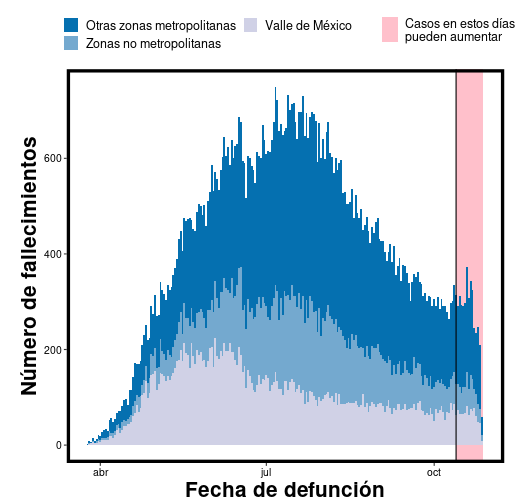 Otras zonas metropolitanas
Valle de México
Zonas no metropolitanas
Casos en estos días
pueden aumentar
Número de fallecimientos
600
400
200
0
abr
jul
oct
Fecha de defunción